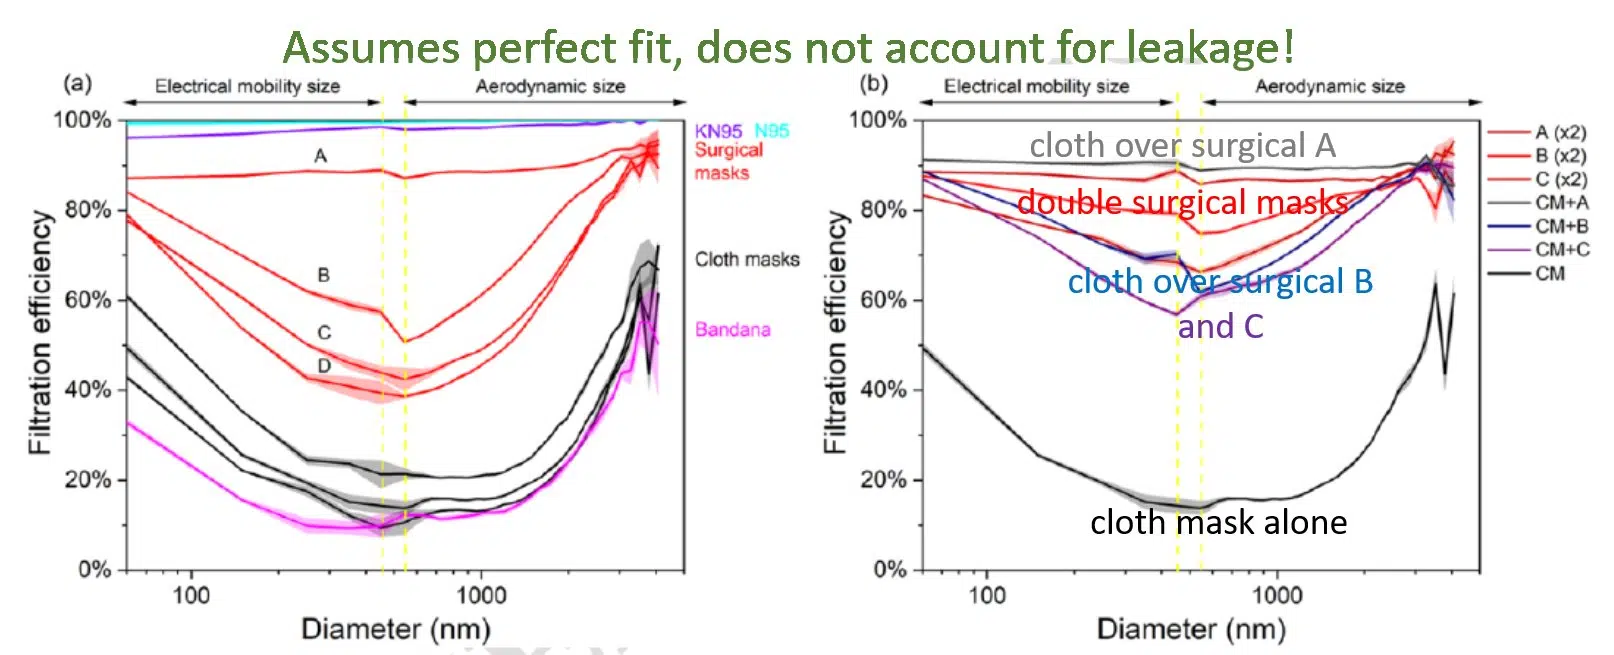 Assumes perfect fit, does not account for leakage!
(a)
Electrical mobility size
Aerodynamic size
100%
80%
60%
40%
20%
0%
Filtration efficiency
A
B
C
D
KN95 N95
Surgical
masks
Cloth masks
Bandana
100
1000
Diameter (nm)
(b)
Electrical mobility size
Aerodynamic size
100%
80%
60%
40%
20%
0%
Filtration efficiency
cloth over surgical A
double surgical masks
cloth over surgical B
and C
cloth mask alone
A (x2)
B (x2)
C (x2)
CM+A
CM+B
CM+C
CM
100
1000
Diameter (nm)